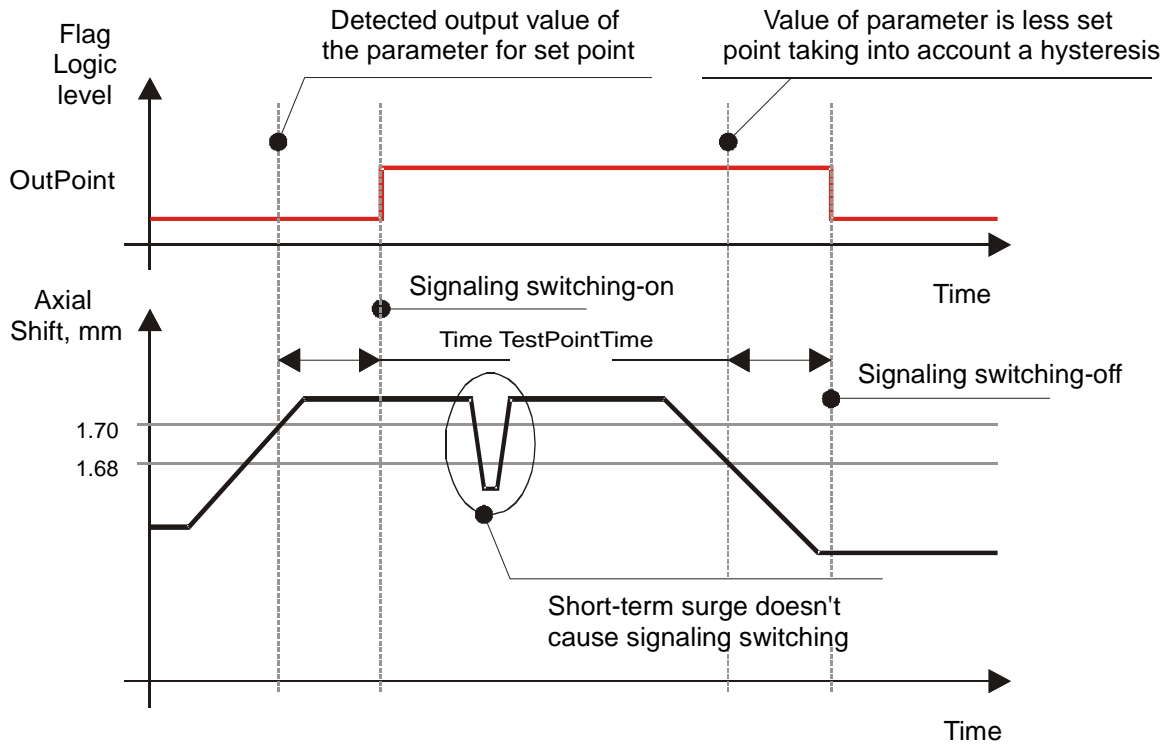 Flag
Logic
level
Detected output value of
the parameter for set point
Value of parameter is less set
point taking into account a hysteresis
OutPoint
Time
Axial
Shift, mm
Signaling switching-on
Time TestPointTime
Signaling switching-off
1.70
1.68
Short-term surge doesn't
cause signaling switching
Time